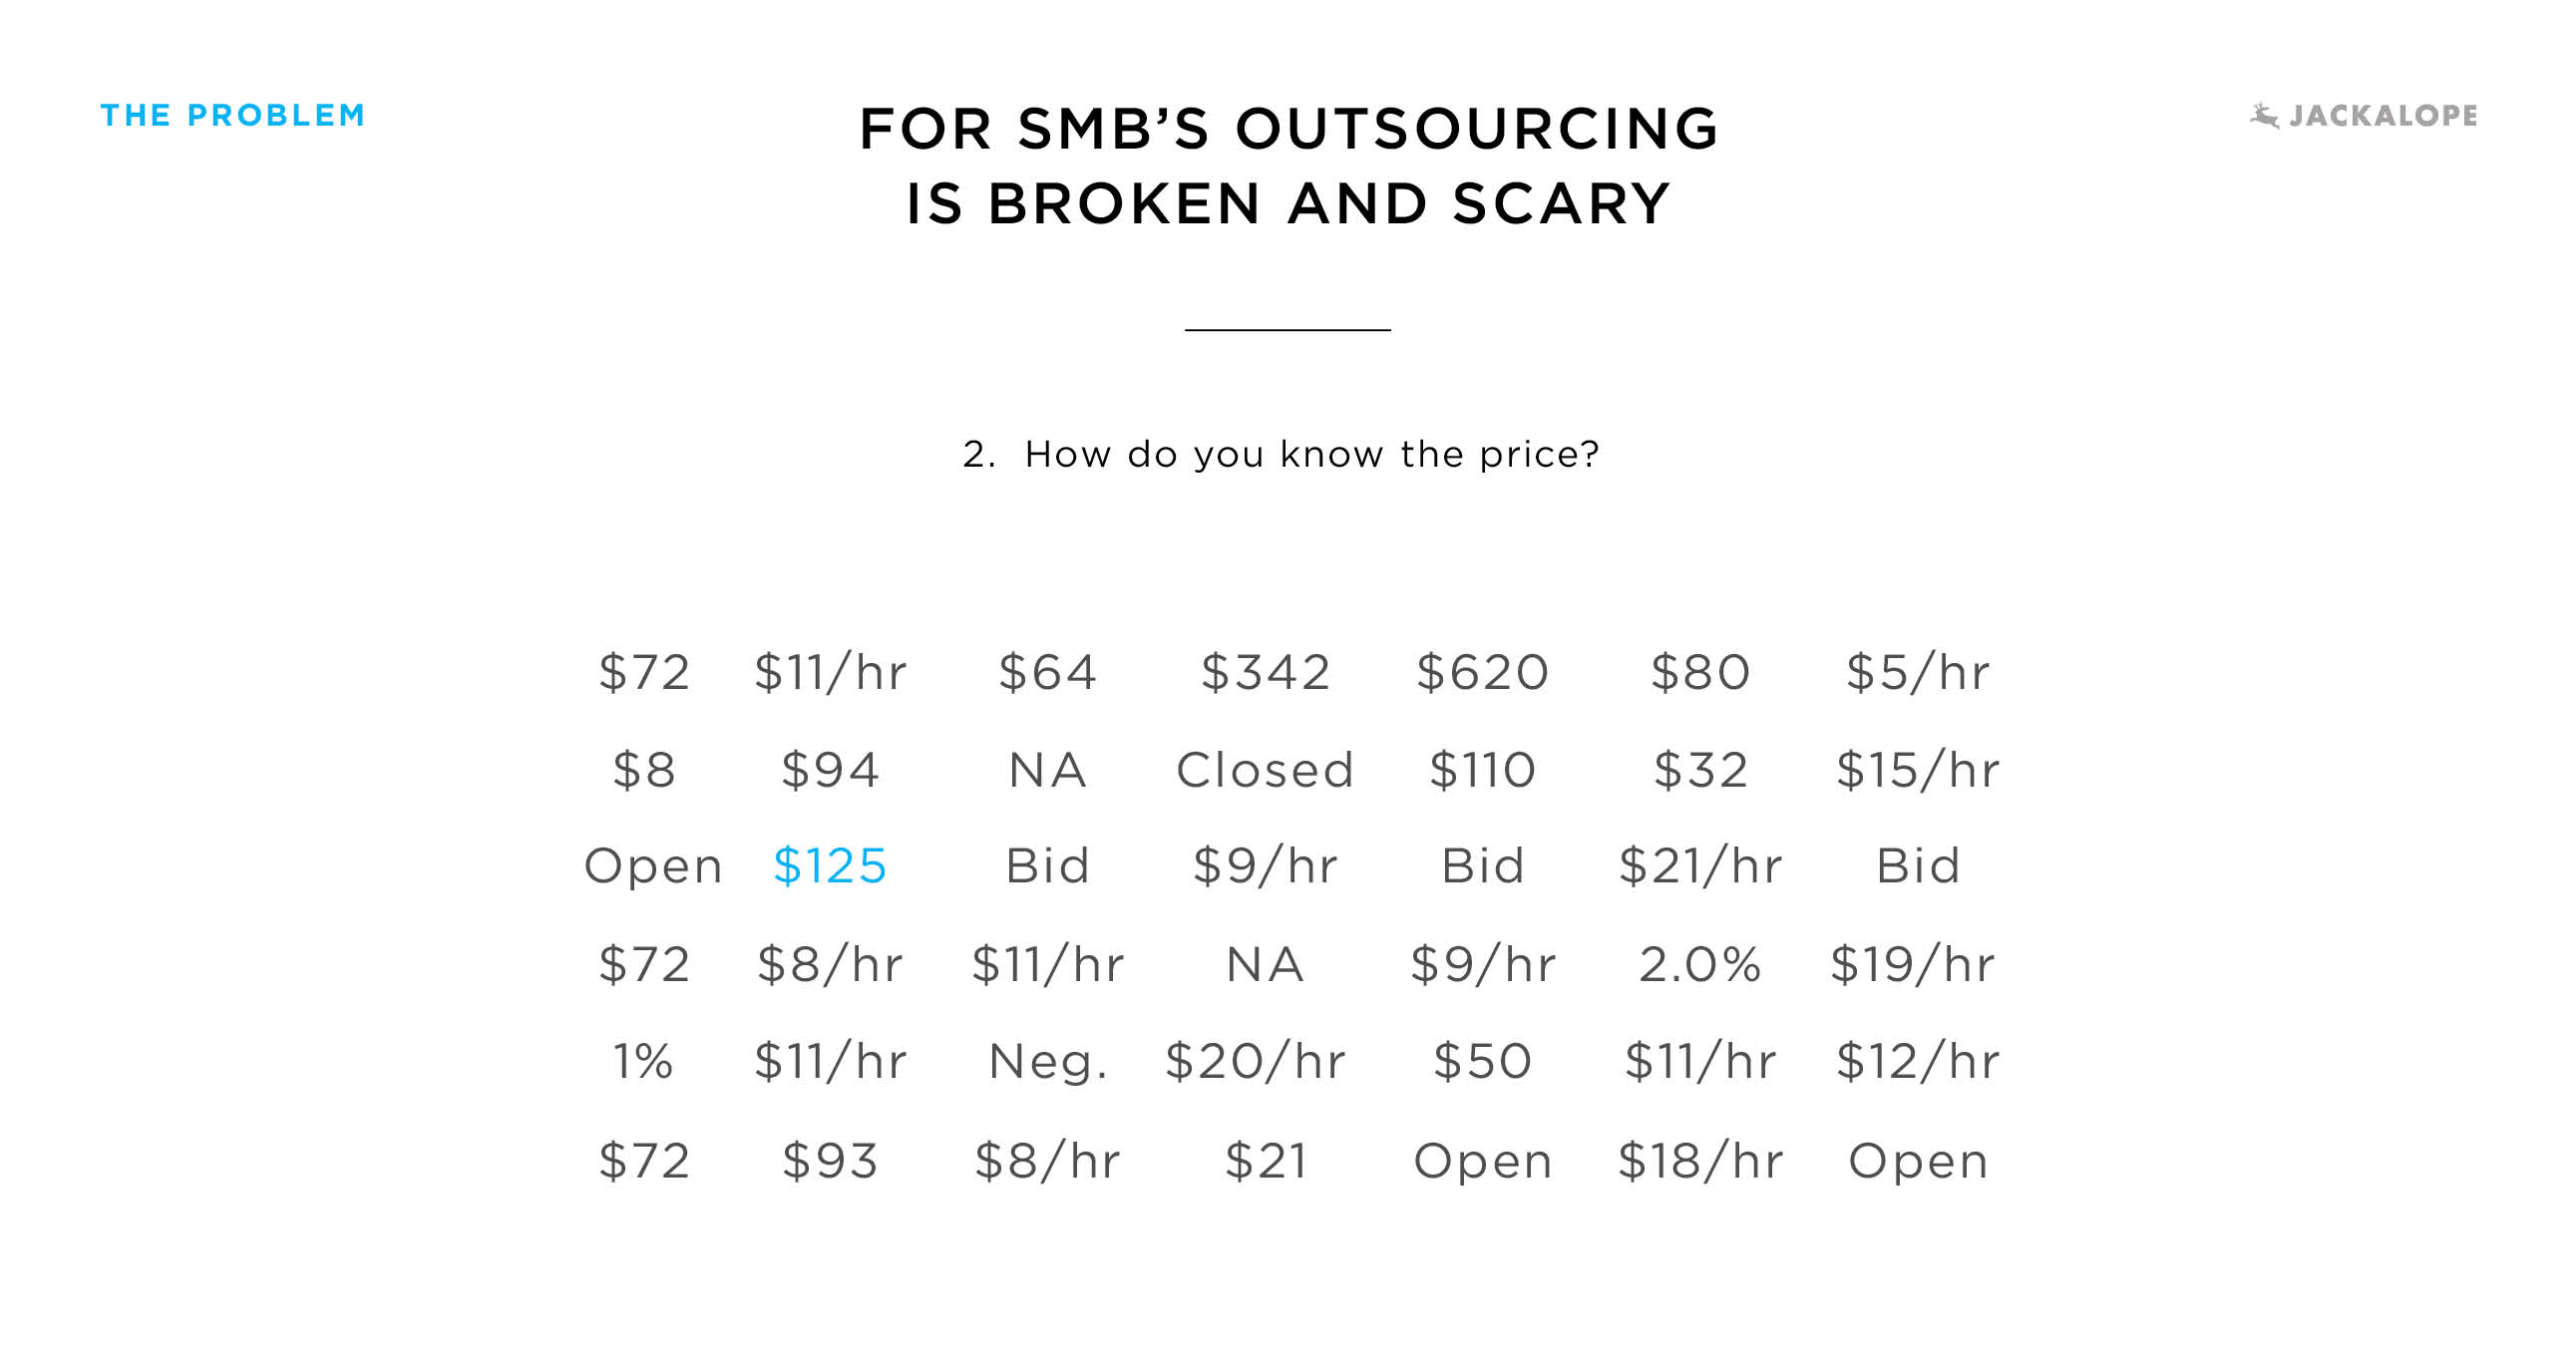 THE PROBLEM
FOR SMB’S OUTSOURCING
IS BROKEN AND SCARY
JACKALOPE
2. How do you know the price?
$72 $11/hr $64 $342 $620 $80 $5/hr
$8 $94 NA Closed $110 $32 $15/hr
Open $125 Bid $9/hr Bid $21/hr Bid
$72 $8/hr $11/hr NA $9/hr 2.0% $19/hr
1% $11/hr Neg. $20/hr $50 $11/hr $12/hr
$72 $93 $8/hr $21 Open $18/hr Open